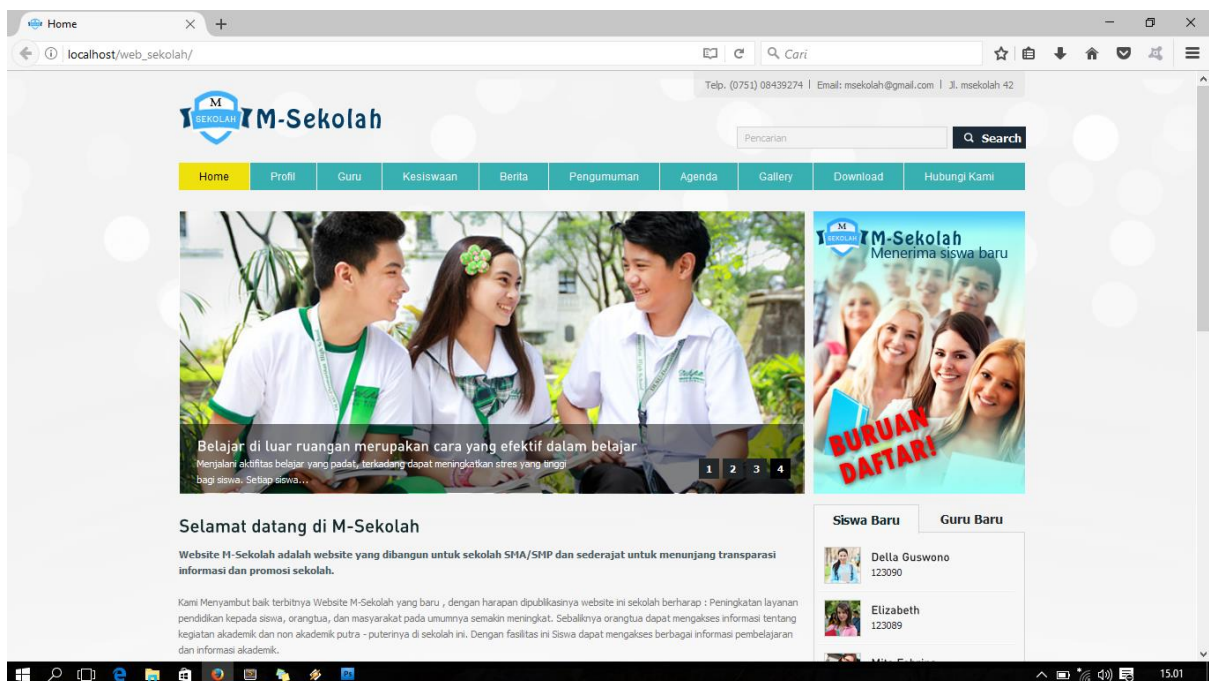 Home
localhost/web_sekolah/
Cari
Telp. (0751) 08439274 | Email: msekolah@gmail.com | Jl. msekolah 42
M
SEKOLAH
M-Sekolah
Pencarian
Search
Home Profil Guru Kesiswaan Berita Pengumuman Agenda Gallery Download Hubungi Kami
M
SEKOLAH
M-Sekolah
Menerima siswa baru
BURUAN
DAFTAR!
Belajar di luar ruangan merupakan cara yang efektif dalam belajar
Menjalani aktifitas belajar yang padat, terkadang dapat meningkatkan stres yang tinggi
bagi siswa. Setiap siswa...
1 2 3 4
Selamat datang di M-Sekolah
Website M-Sekolah adalah website yang dibangun untuk sekolah SMA/SMP dan sederajat untuk menunjang transparasi
informasi dan promosi sekolah.
Kami Menyambut baik terbitnya Website M-Sekolah yang baru , dengan harapan dipublikasinya website ini sekolah berharap : Peningkatan layanan
pendidikan kepada siswa, orangtua, dan masyarakat pada umumnya semakin meningkat. Sebaliknya orangtua dapat mengakses informasi tentang
kegiatan akademik dan non akademik putra - puterinya di sekolah ini. Dengan fasilitas ini Siswa dapat mengakses berbagai informasi pembelajaran
dan informasi akademik.
Siswa Baru Guru Baru
Della Guswono
123090
Elizabeth
123089
15.01